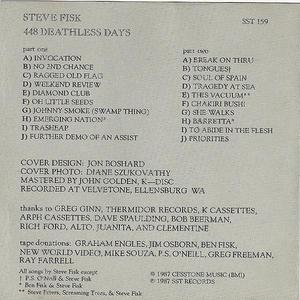 STEVE FISK
SST 159
448 DEATHLESS DAYS
part one
A) INVOCATION
B) NO 2ND CHANCE
C) RAGGED OLD FLAG
D) WEEKEND REVIEW
E) DIAMOND CLUB
F) OH LITTLE SEEDS
G) JOHNNY SMOKE (SWAMP THING)
H) EMERGING NATION*
I) TRASHEAP
J) FURTHER DEMO OF AN ASSIST
part two
A) BREAK ON THRU
B) TONGUES†
C) SOUL OF SPAIN
D) TRAGEDY AT SEA
E) THIS VACUUM**
F) CHAKIRI BUSHI
G) SHE WALKS
H) BARRETTA*
I) TO ABIDE IN THE FLESH
J) PRIORITIES
COVER DESIGN: JON BOSHARD
COVER PHOTO: DIANE SZUKOVATHY
MASTERED BY JOHN GOLDEN, K—DISC
RECORDED AT VELVETONE, ELLENSBURG WA
thanks to GREG GINN, THERMIDOR RECORDS, K CASSETTES,
ARPH CASSETTES, DAVE SPAULDING, BOB BEERMAN,
RICH FORD, ALTO, JUANITA, AND CLEMENTINE
tape donations: GRAHAM ENGLES, JIM OSBORN, BEN FISK,
NEW WORLD VIDEO, MIKE SOUZA, P.S. O'NEILL, GREG FREEMAN,
RAY FARRELL
All songs by Steve Fisk except
† P.S. O'Neill & Steve Fisk
* Ben Fisk & Steve Fisk
** Steve Peters, Screaming Trees, & Steve Fisk
℗ 1987 CESSTONE MUSIC (BMI)
℗ 1987 SST RECORDS